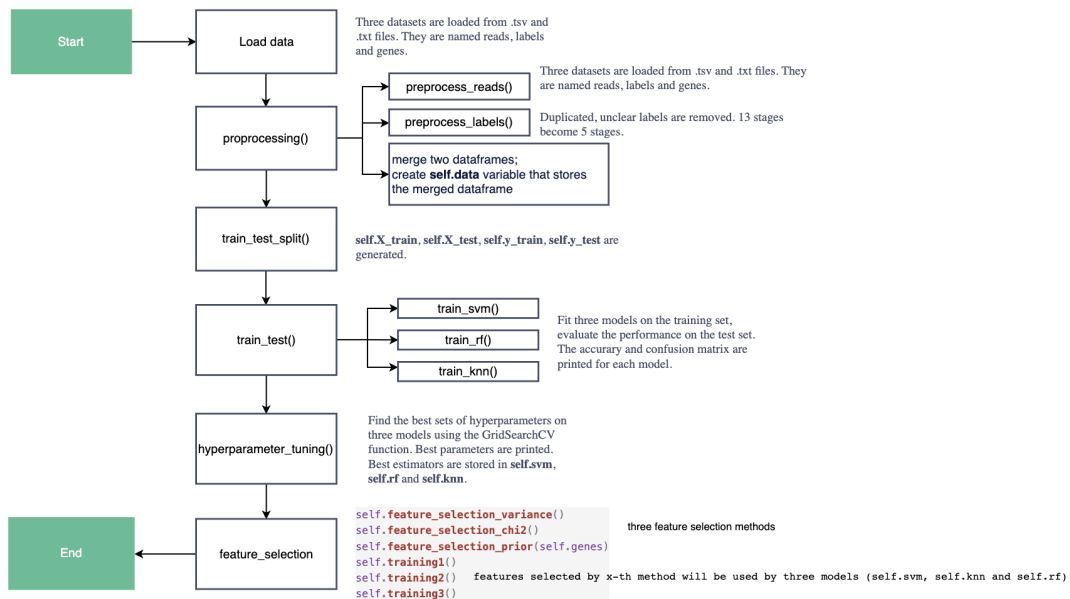 Start
Load data
Three datasets are loaded from .tsv and
.txt files. They are named reads, labels
and genes.
proprocessing()
preprocess_reads()
Three datasets are loaded from .tsv and .txt files. They
are named reads, labels and genes.
preprocess_labels()
Duplicated, unclear labels are removed. 13 stages
become 5 stages.
merge two dataframes;
create self.data variable that stores
the merged dataframe
train_test_split()
self.X_train, self.X_test, self.y_train, self.y_test are
generated.
train_test()
train_svm()
train_rf()
train_knn()
Fit three models on the training set,
evaluate the performance on the test set.
The accurary and confusion matrix are
printed for each model.
hyperparameter_tuning()
Find the best sets of hyperparameters on
three models using the GridSearchCV
function. Best parameters are printed.
Best estimators are stored in self.svm,
self.rf and self.knn.
End
feature_selection
self.feature_selection_variance()
self.feature_selection_chi2()
self.feature_selection_prior(self.genes)
self.training1()
self.training2()
self.training3()
three feature selection methods
features selected by x-th method will be used by three models (self.svm, self.knn and self.rf)